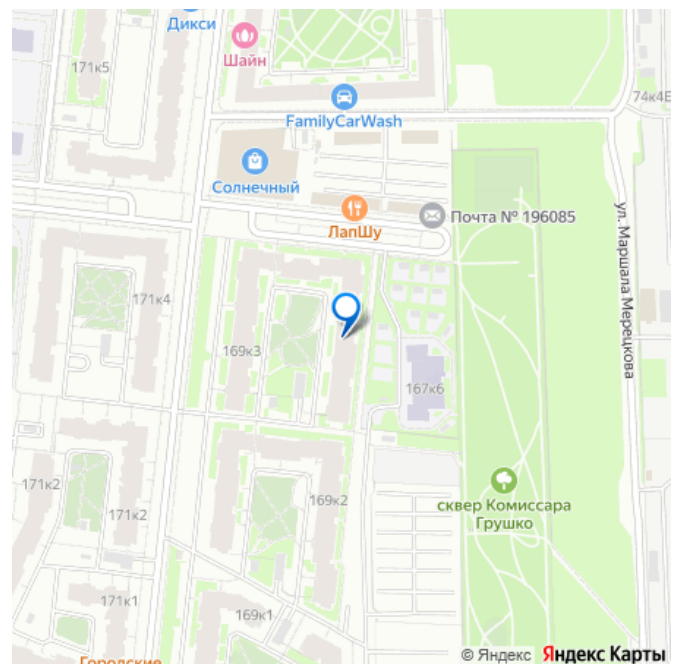 Дикси
Шайн
171к5
74к4Е
FamilyCarWash
Солнечный
ЛапШу
Почта № 196085
ул. Маршала Мерецкова
171к4
169к3
167к6
171к2
171к2
169к2
сквер Комиссара
Грушко
171к1
169к1
Городские
© Яндекс Яндекс Карты